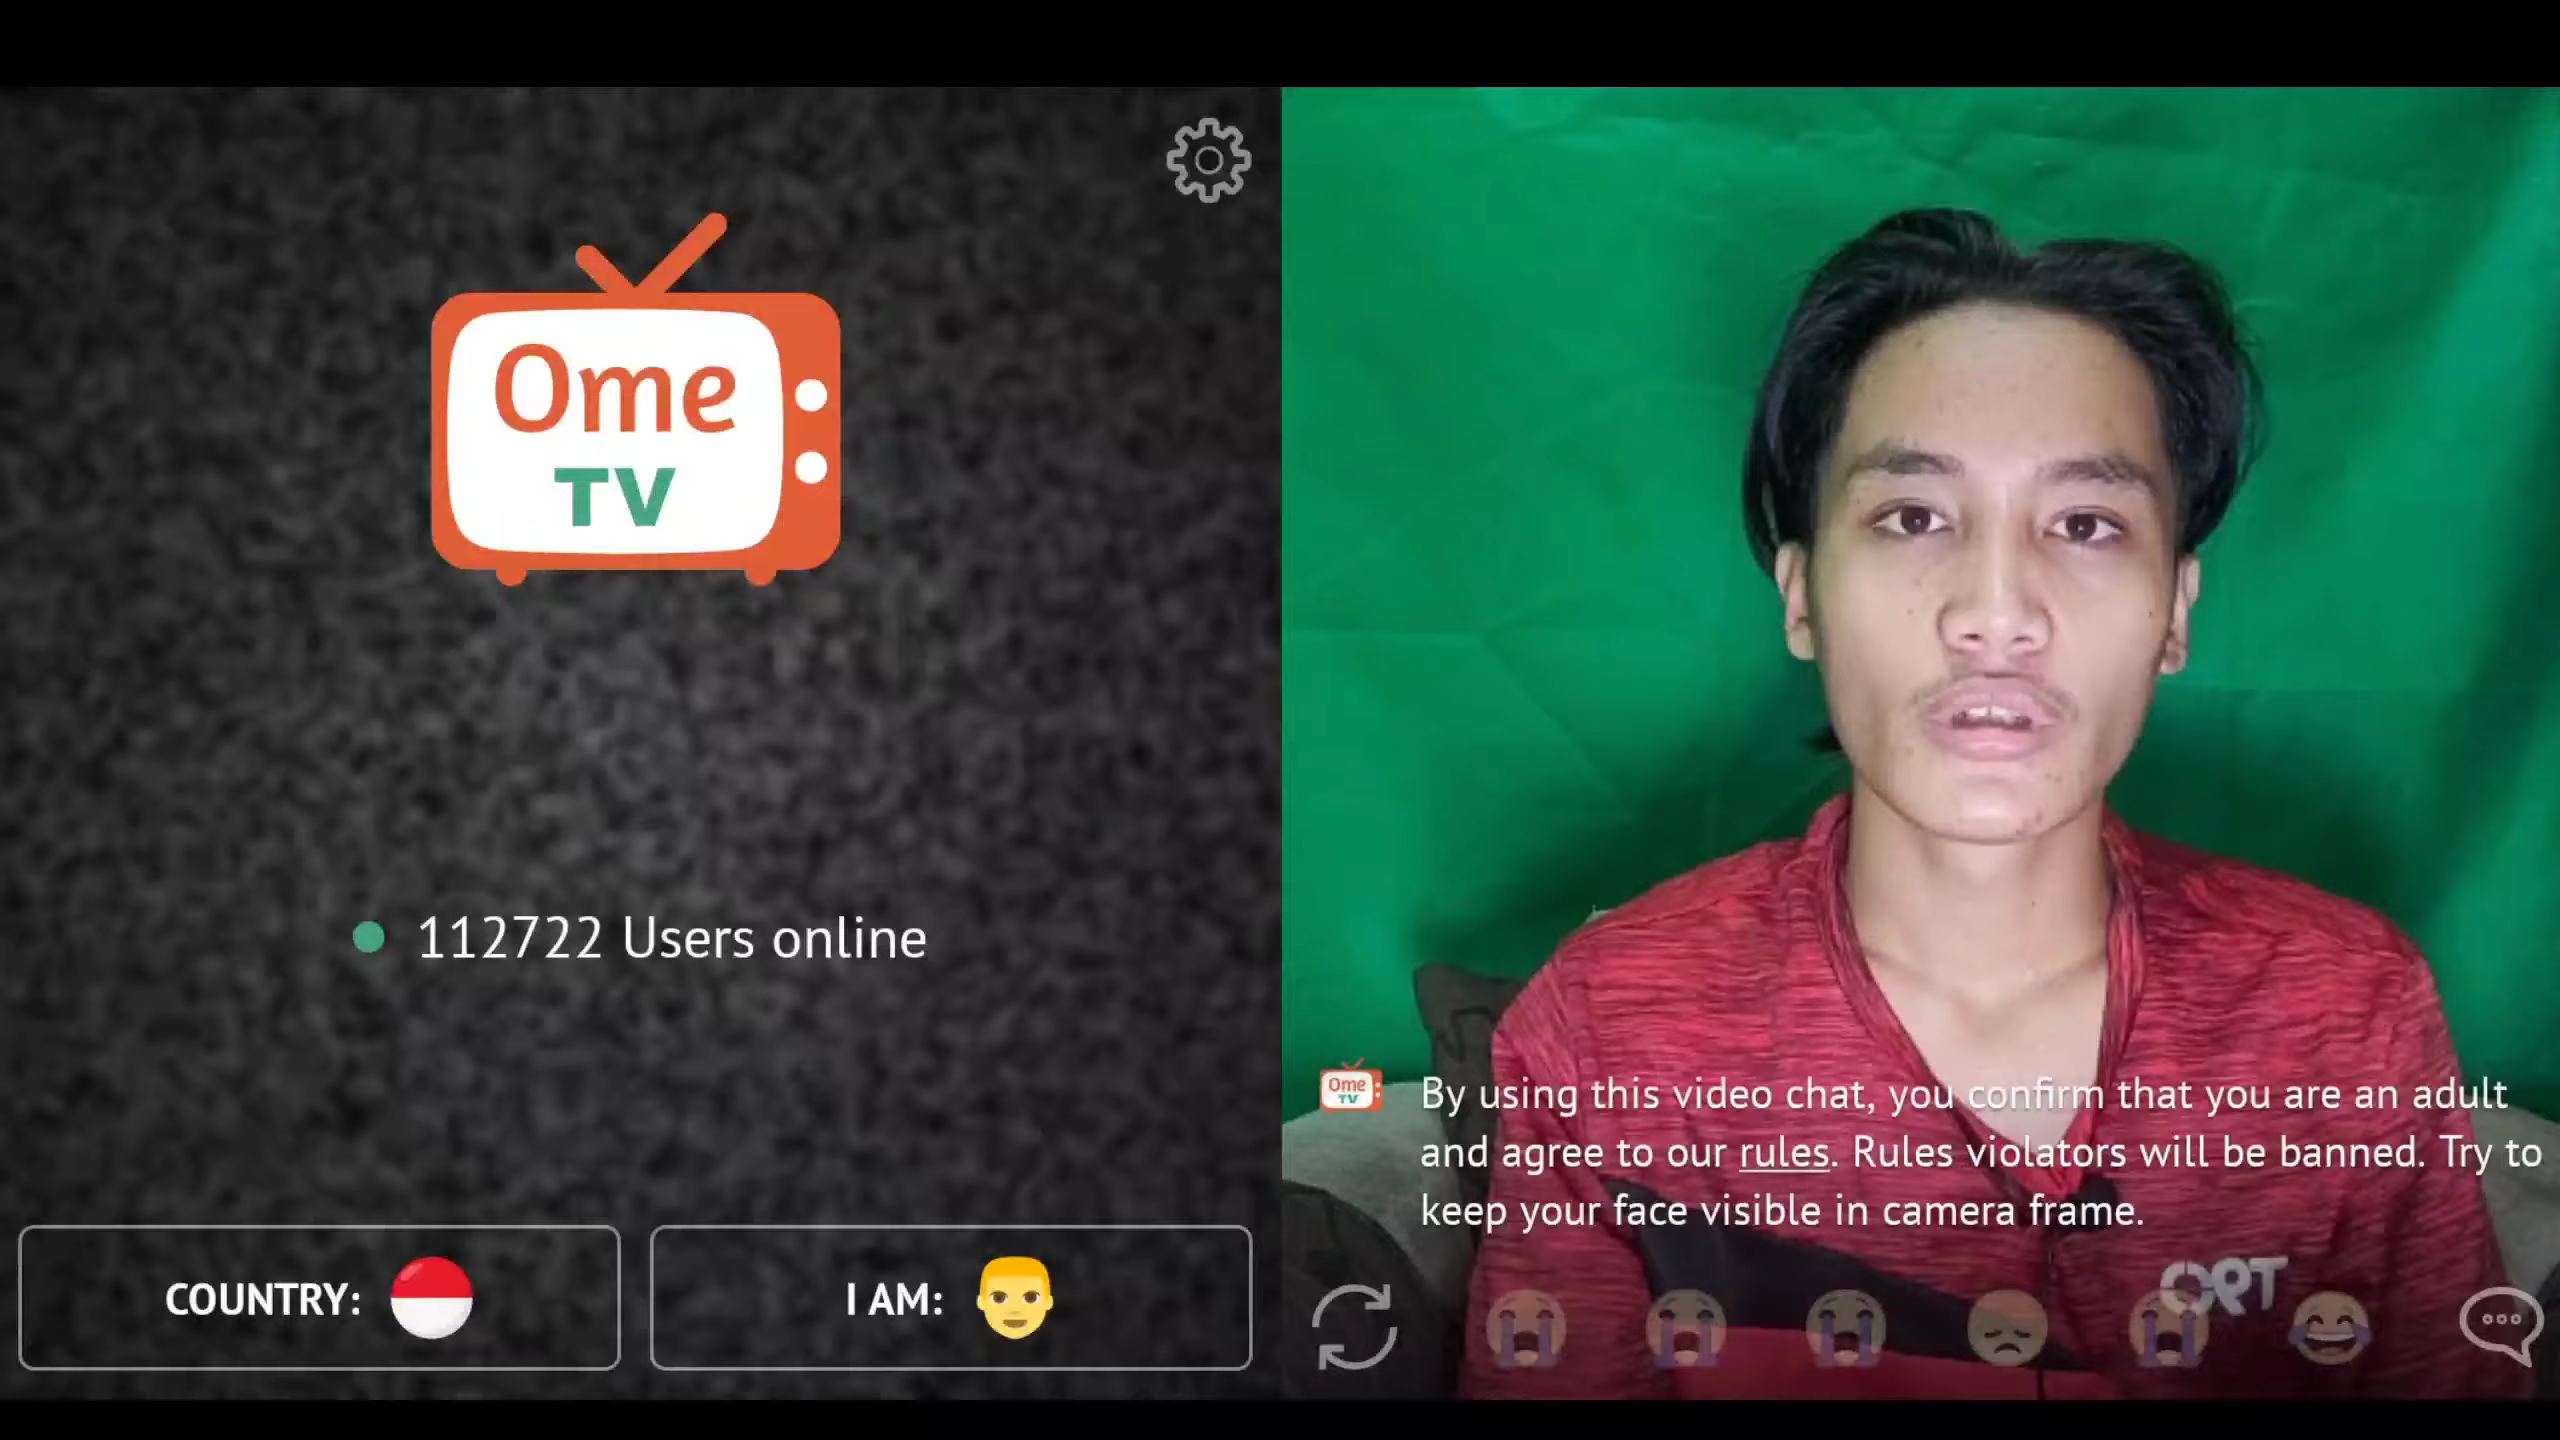 Ome
TV
112722 Users online
COUNTRY:
I AM:
Ome
TV
By using this video chat, you confirm that you are an adult
and agree to our rules. Rules violators will be banned. Try to
keep your face visible in camera frame.